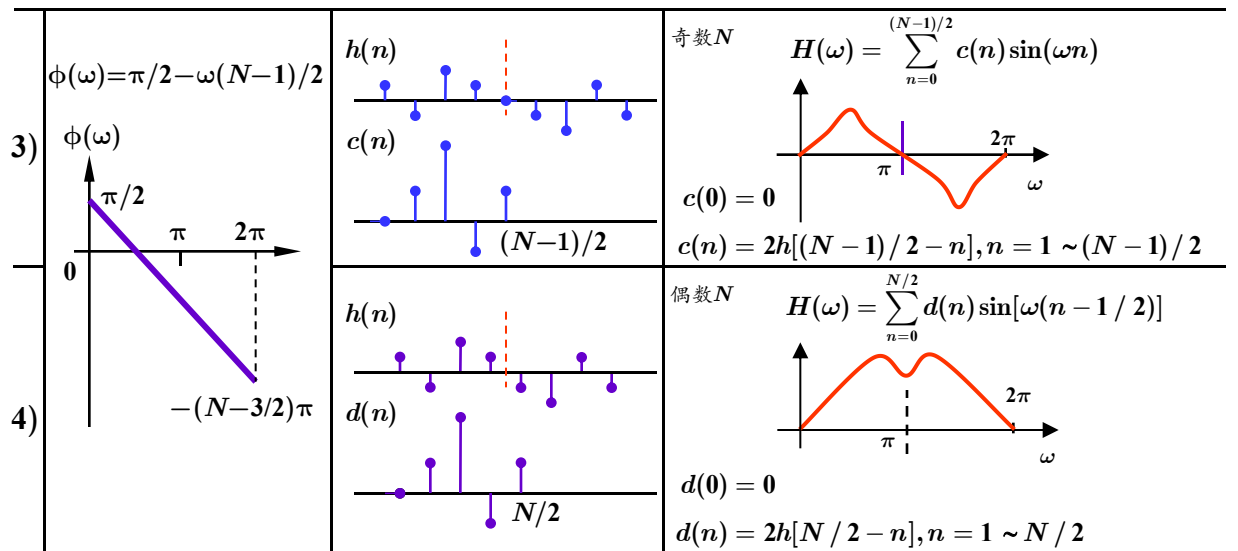 3)
ϕ(ω)=π/2−ω(N−1)/2
ϕ(ω)
π/2
π
2π
0
−(N−3/2)π
h(n)
c(n)
(N−1)/2
奇数N
H(ω) = ∑_{n=0}^{(N−1)/2} c(n) sin(ωn)
2π
π
ω
c(0) = 0
c(n) = 2h[(N − 1)/2 − n], n = 1 ~ (N − 1)/2
4)
h(n)
d(n)
N/2
偶数N
H(ω) = ∑_{n=0}^{N/2} d(n) sin[ω(n − 1/2)]
2π
π
ω
d(0) = 0
d(n) = 2h[N/2 − n], n = 1 ~ N/2